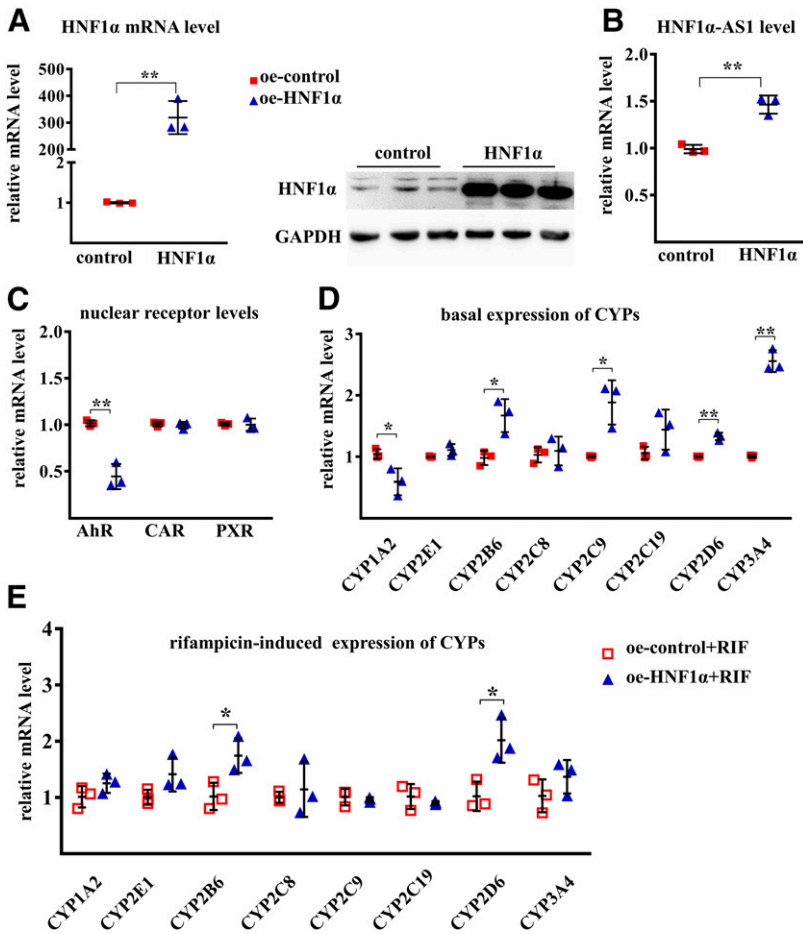 A
HNF1α mRNA level
relative mRNA level
500
400
300
200
100
2
1
**
control
HNF1α
oe-control
oe-HNF1α
control
HNF1α
HNF1α
GAPDH
B
HNF1α-AS1 level
relative mRNA level
2.0
1.5
1.0
0.5
**
control
HNF1α
C
nuclear receptor levels
relative mRNA level
2.0
1.5
1.0
0.5
**
AhR
CAR
PXR
D
basal expression of CYPs
relative mRNA level
3
2
1
*
*
*
**
**
CYP1A2
CYP2E1
CYP2B6
CYP2C8
CYP2C9
CYP2C19
CYP2D6
CYP3A4
E
rifampicin-induced expression of CYPs
relative mRNA level
4
3
2
1
*
*
oe-control+RIF
oe-HNF1α+RIF
CYP1A2
CYP2E1
CYP2B6
CYP2C8
CYP2C9
CYP2C19
CYP2D6
CYP3A4